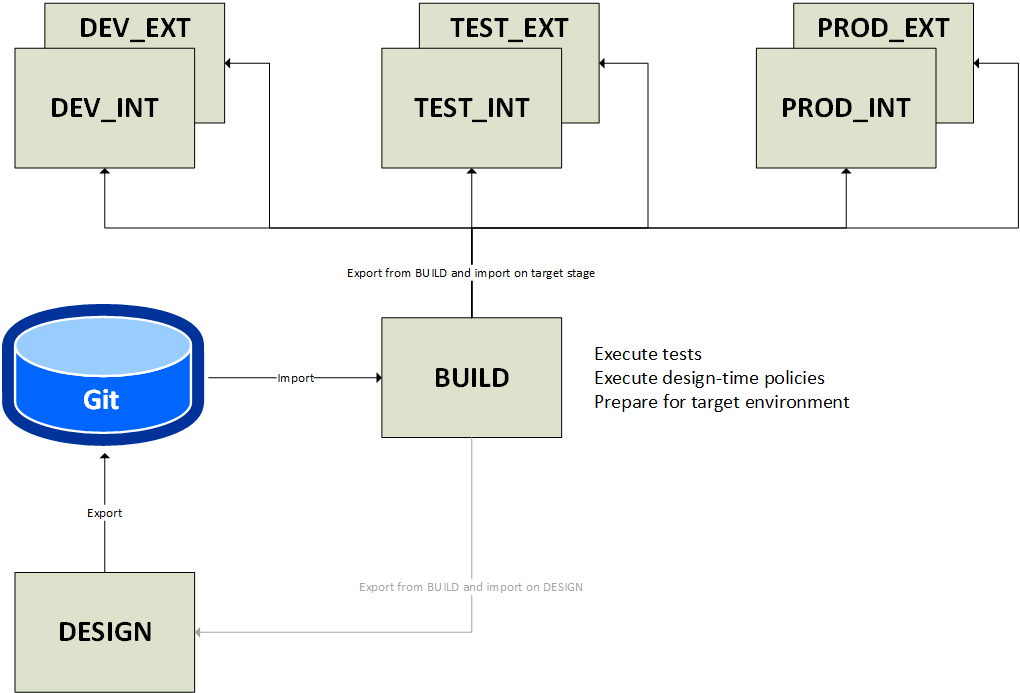 DEV_EXT
TEST_EXT
PROD_EXT
DEV_INT
TEST_INT
PROD_INT
Export from BUILD and import on target stage
Git
Import
BUILD
Execute tests
Execute design-time policies
Prepare for target environment
Export
Export from BUILD and import on DESIGN
DESIGN